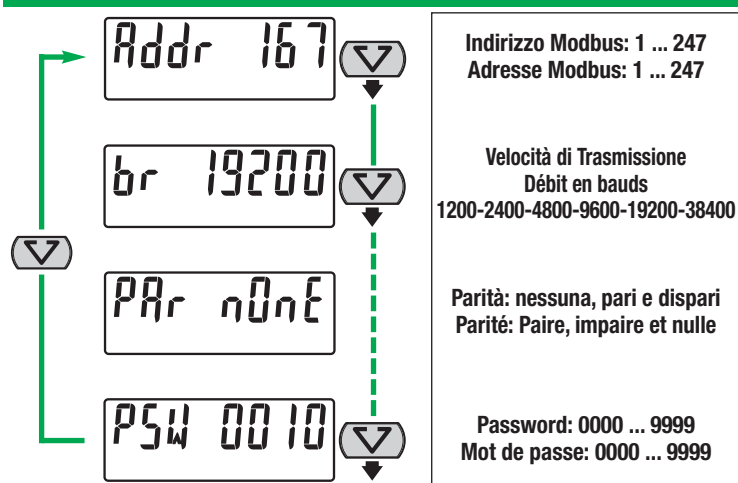 Addr 167
Indirizzo Modbus: 1 ... 247
Adresse Modbus: 1 ... 247
br 19200
Velocità di Trasmissione
Débit en bauds
1200-2400-4800-9600-19200-38400
PAr nOnE
Parità: nessuna, pari e dispari
Parité: Paire, impaire et nulle
PSW 0010
Password: 0000 ... 9999
Mot de passe: 0000 ... 9999